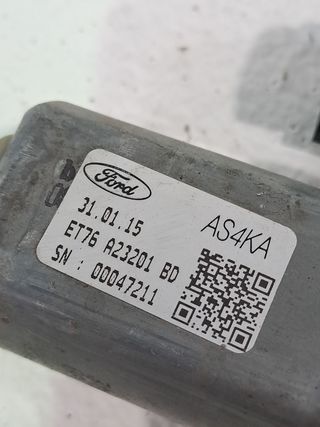 Ford
31.01.15
AS4KA
ET76 A23201 BD
SN : 00047211